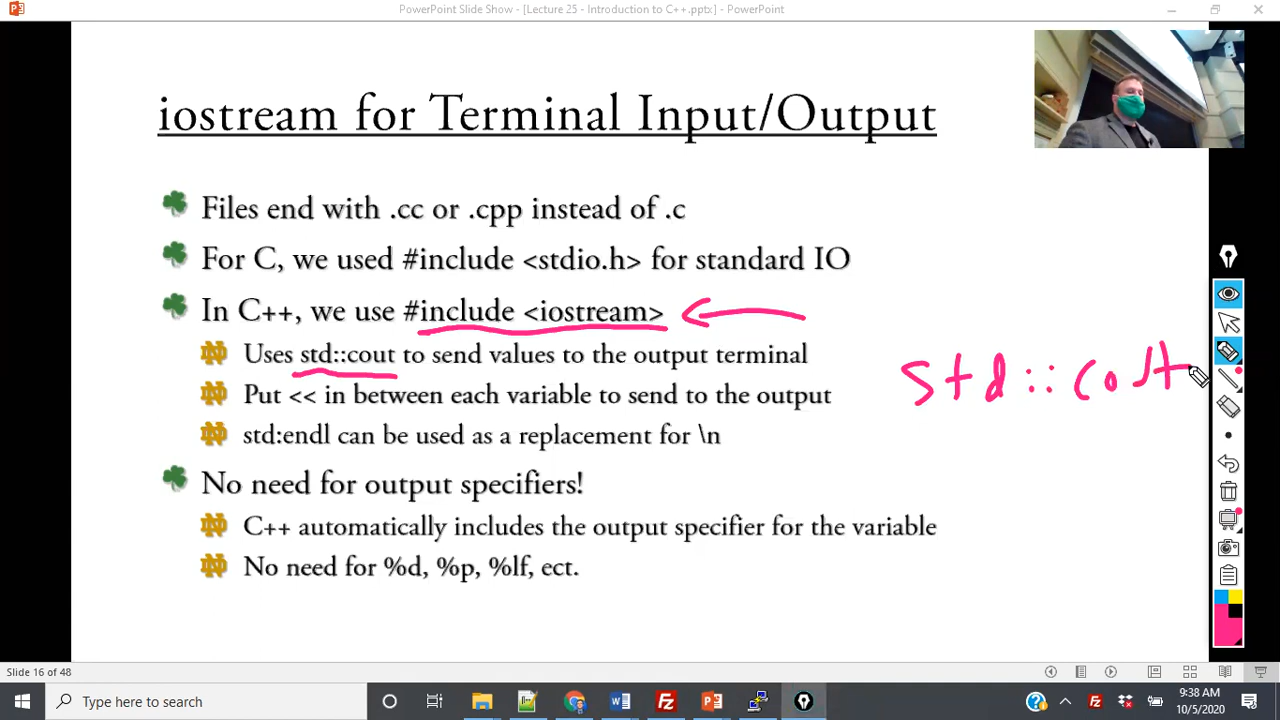 PowerPoint Slide Show - [Lecture 25 - Introduction to C++.pptx] - PowerPoint
iostream for Terminal Input/Output
Files end with .cc or .cpp instead of .c
For C, we used #include <stdio.h> for standard IO
In C++, we use #include <iostream>
Uses std::cout to send values to the output terminal
std::cout
Put << in between each variable to send to the output
std:endl can be used as a replacement for \n
No need for output specifiers!
C++ automatically includes the output specifier for the variable
No need for %d, %p, %lf, ect.
Slide 16 of 48
Type here to search
9:38 AM
10/5/2020